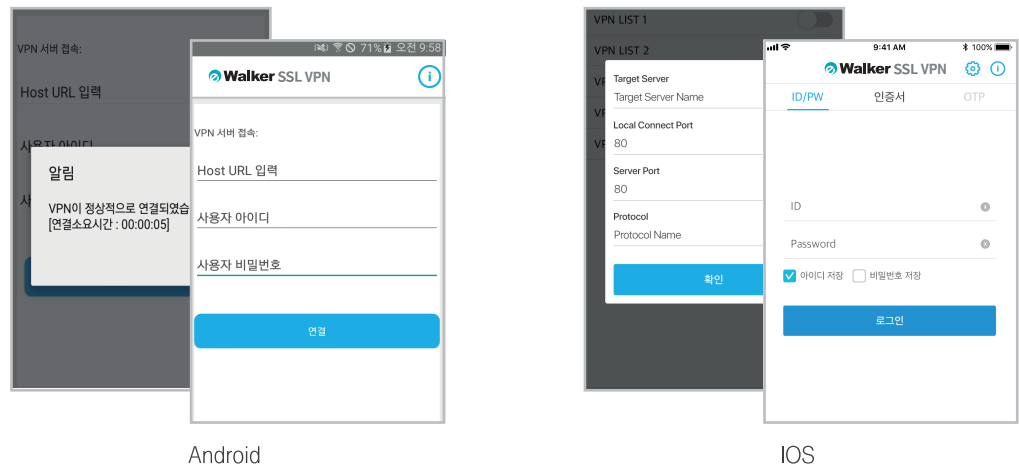 VPN 서버 접속:
Host URL 입력
사용자 아이디
사
알림
VPN이 정상적으로 연결되었습
[연결소요시간 : 00:00:05]
71% 오전 9:58
Walker SSL VPN
VPN 서버 접속:
Host URL 입력
사용자 아이디
사용자 비밀번호
연결
Android
VPN LIST 1
VPN LIST 2
Target Server
Target Server Name
Local Connect Port
80
Server Port
80
Protocol
Protocol Name
확인
9:41 AM
100%
Walker SSL VPN
ID/PW 인증서 OTP
ID
Password
아이디 저장 비밀번호 저장
로그인
IOS